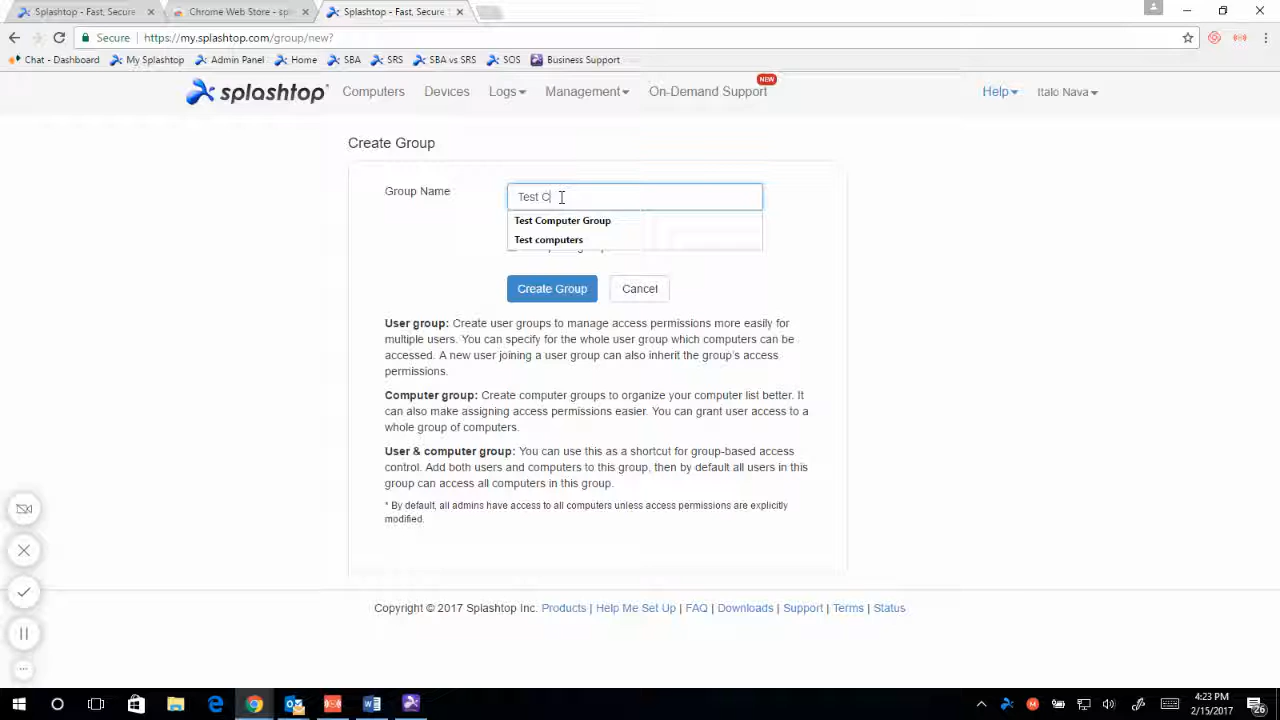 Splashtop - Fast, Secure
Chrome Web Store - spl
Splashtop - Fast, Secure
Secure
https://my.splashtop.com/group/new?
Chat - Dashboard
My Splashtop
Admin Panel
Home
SBA
SRS
SBA vs SRS
SOS
Business Support
splashtop
Computers
Devices
Logs
Management
On-Demand Support
NEW
Help
Italo Nava
Create Group
Group Name
Test C
Test Computer Group
Test computers
Create Group
Cancel
User group: Create user groups to manage access permissions more easily for
multiple users. You can specify for the whole user group which computers can be
accessed. A new user joining a user group can also inherit the group's access
permissions.
Computer group: Create computer groups to organize your computer list better. It
can also make assigning access permissions easier. You can grant user access to a
whole group of computers.
User & computer group: You can use this as a shortcut for group-based access
control. Add both users and computers to this group, then by default all users in this
group can access all computers in this group.
* By default, all admins have access to all computers unless access permissions are explicitly
modified.
Copyright © 2017 Splashtop Inc. Products | Help Me Set Up | FAQ | Downloads | Support | Terms | Status
4:23 PM
2/15/2017